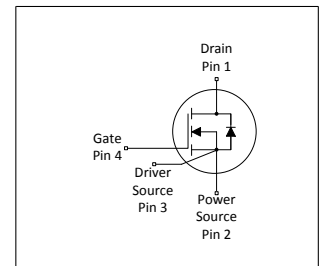 Drain
Pin 1
Gate
Pin 4
Driver
Source
Pin 3
Power
Source
Pin 2